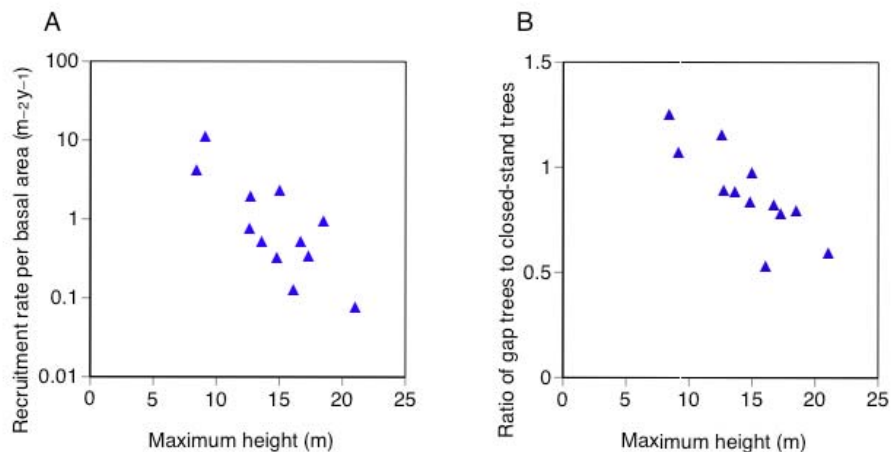 A
Recruitment rate per basal area (m−2y−1)
100
10
1
0.1
0.01
0 5 10 15 20 25
Maximum height (m)
B
Ratio of gap trees to closed-stand trees
1.5
1
0.5
0
0 5 10 15 20 25
Maximum height (m)